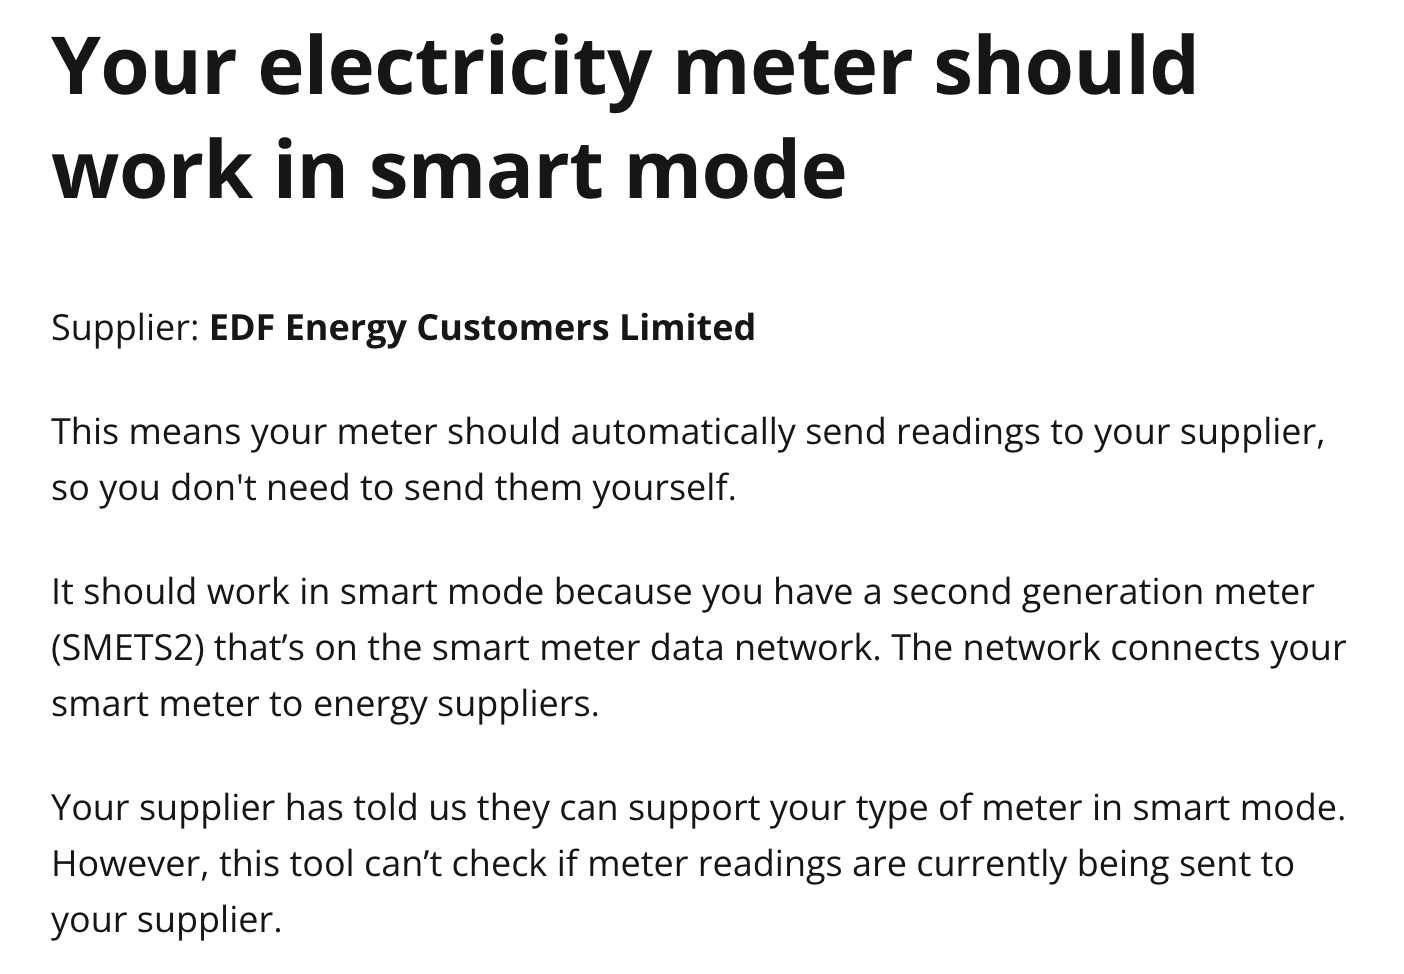 Your electricity meter should
work in smart mode
Supplier: EDF Energy Customers Limited
This means your meter should automatically send readings to your supplier,
so you don't need to send them yourself.
It should work in smart mode because you have a second generation meter
(SMETS2) that’s on the smart meter data network. The network connects your
smart meter to energy suppliers.
Your supplier has told us they can support your type of meter in smart mode.
However, this tool can’t check if meter readings are currently being sent to
your supplier.